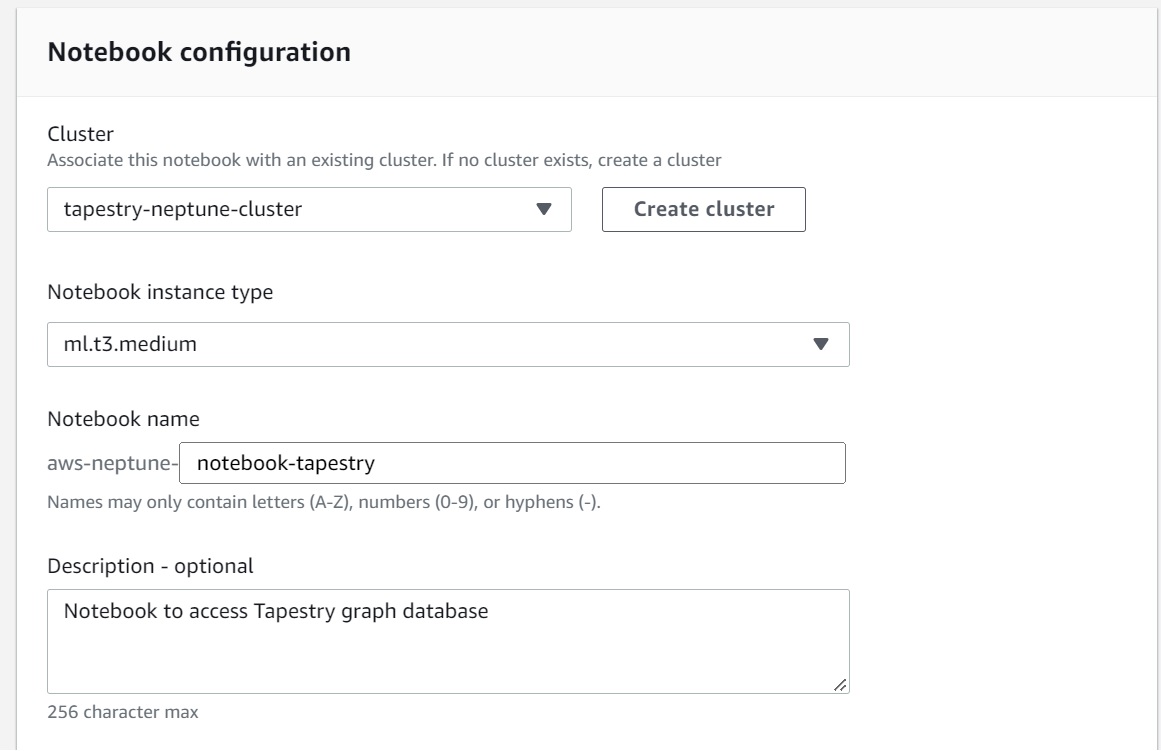 Notebook configuration
Cluster
Associate this notebook with an existing cluster. If no cluster exists, create a cluster
tapestry-neptune-cluster
Create cluster
Notebook instance type
ml.t3.medium
Notebook name
aws-neptune- notebook-tapestry
Names may only contain letters (A-Z), numbers (0-9), or hyphens (-).
Description - optional
Notebook to access Tapestry graph database
256 character max